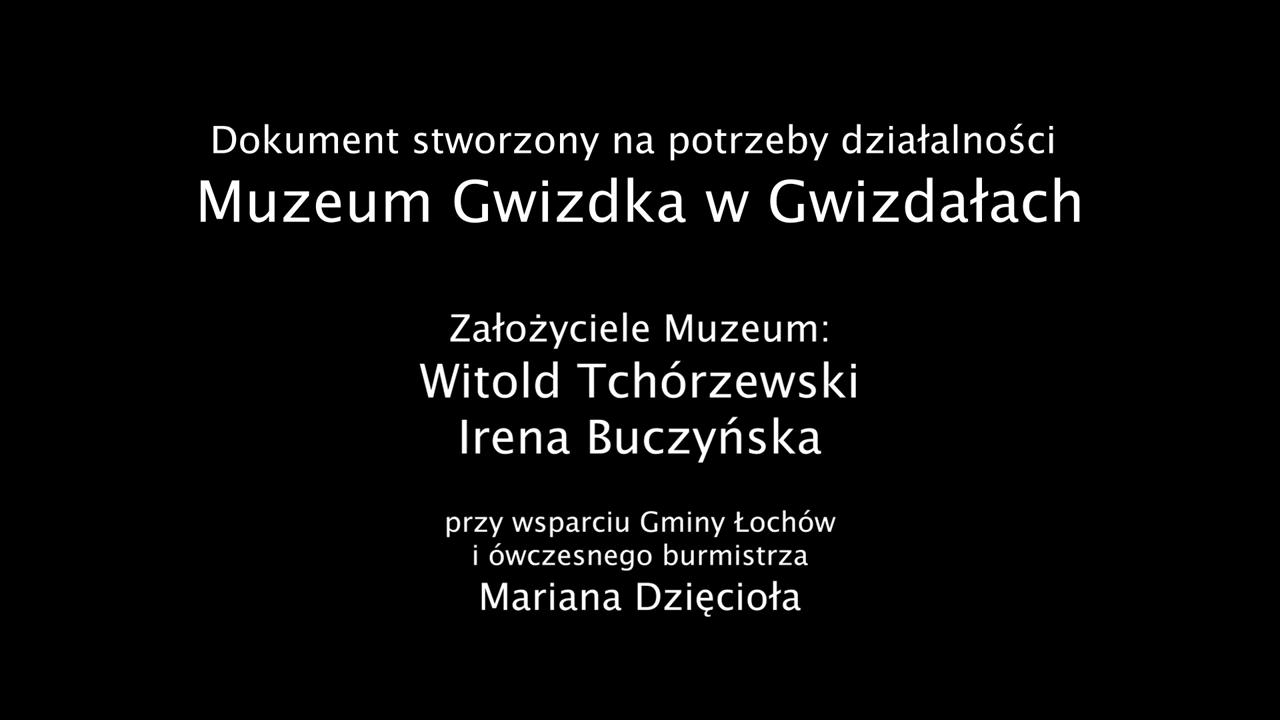 Dokument stworzony na potrzeby działalności
Muzeum Gwizdka w Gwizdałach
Założyciele Muzeum:
Witold Tchórzewski
Irena Buczyńska
przy wsparciu Gminy Łochów
i ówczesnego burmistrza
Mariana Dzięcioła